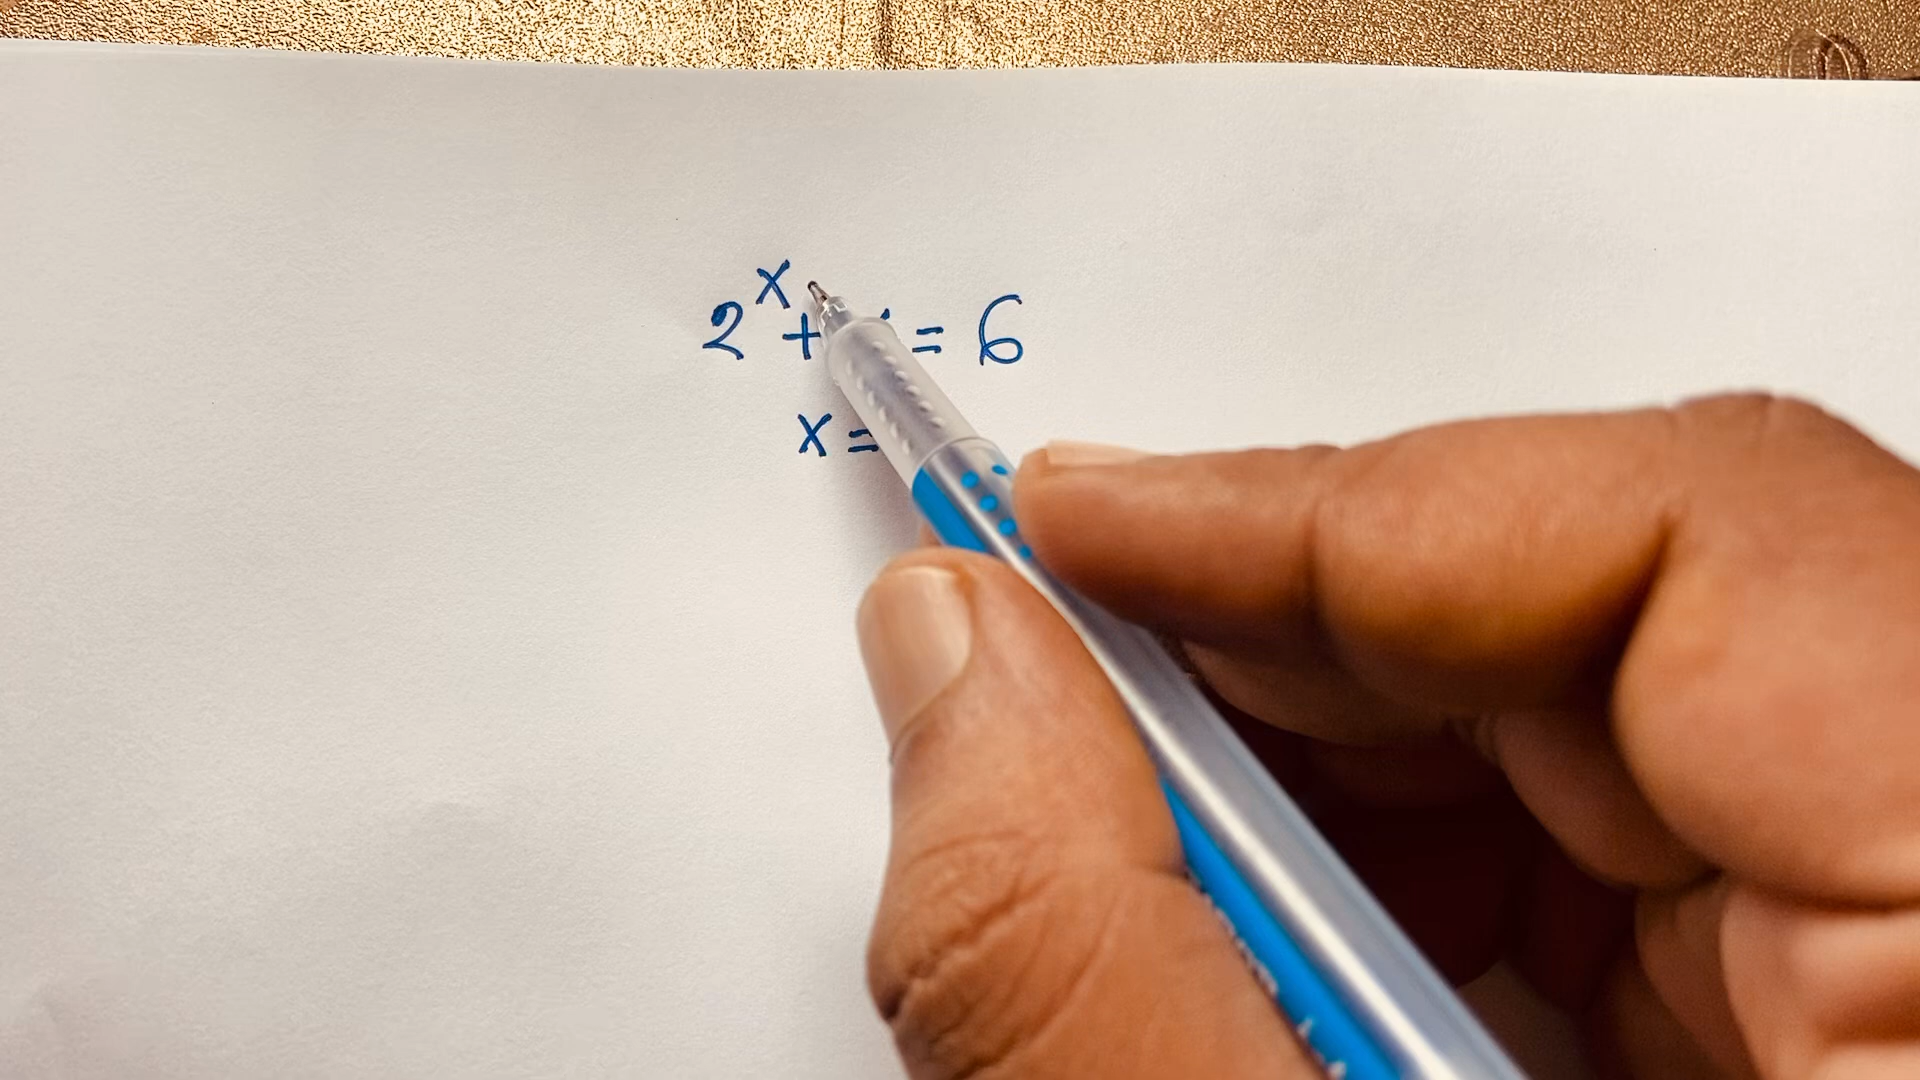 2^x + = 6
x =